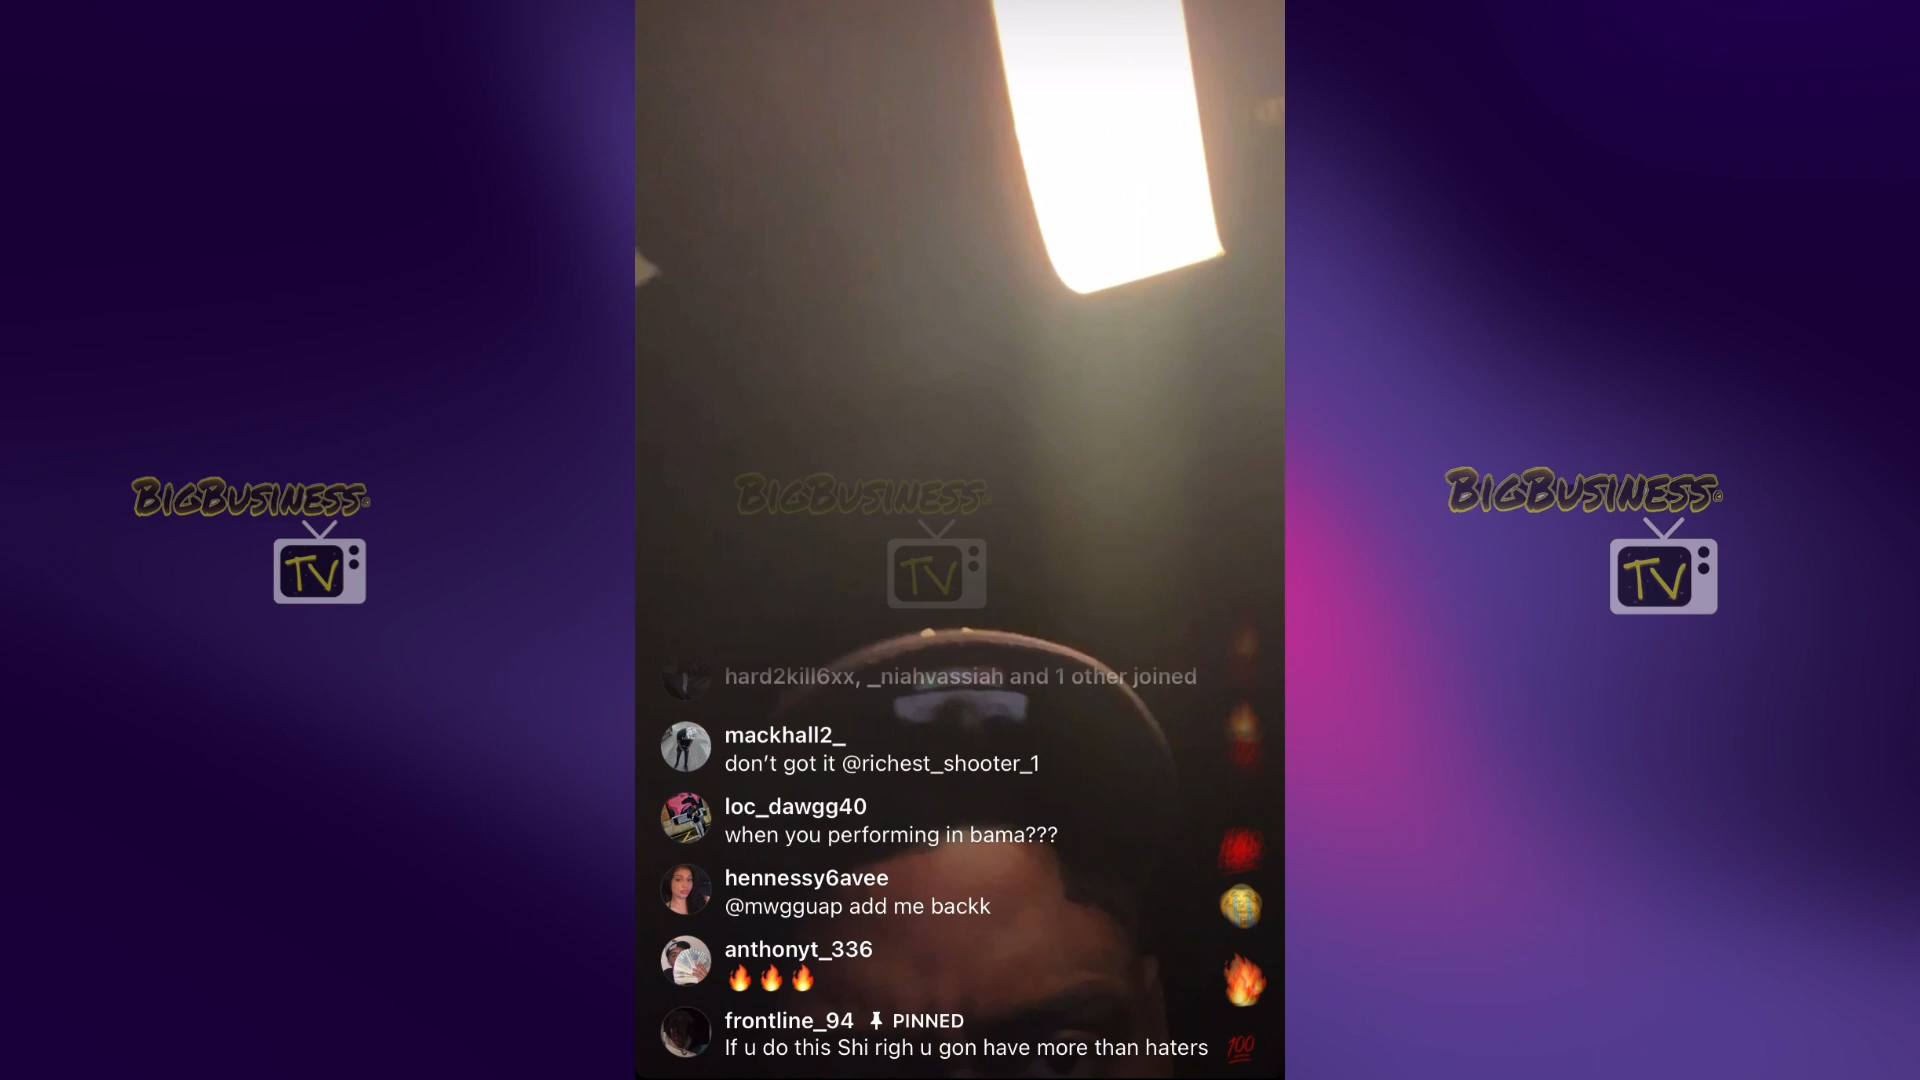 BIGBUSINESS©
TV
BIGBUSINESS©
TV
BIGBUSINESS©
TV
hard2kill6xx, _niahvassiah and 1 other joined
mackhall2_
don’t got it @richest_shooter_1
loc_dawgg40
when you performing in bama???
hennessy6avee
@mwgguap add me backk
anthonyt_336
🔥🔥🔥
frontline_94 📌 PINNED
If u do this Shi righ u gon have more than haters
💯